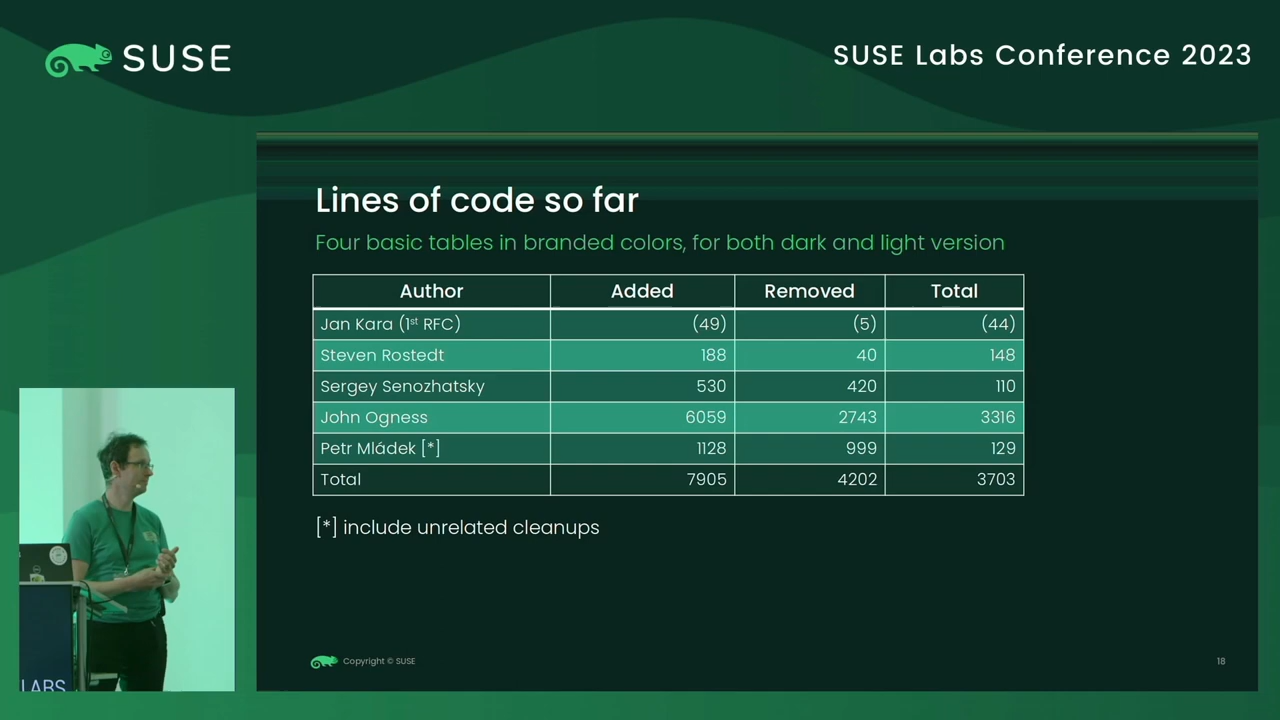 SUSE
SUSE Labs Conference 2023
Lines of code so far
Four basic tables in branded colors, for both dark and light version
Author Added Removed Total
Jan Kara (1st RFC) (49) (5) (44)
Steven Rostedt 188 40 148
Sergey Senozhatsky 530 420 110
John Ogness 6059 2743 3316
Petr Mládek [*] 1128 999 129
Total 7905 4202 3703
[*] include unrelated cleanups
LABS
Copyright © SUSE
18